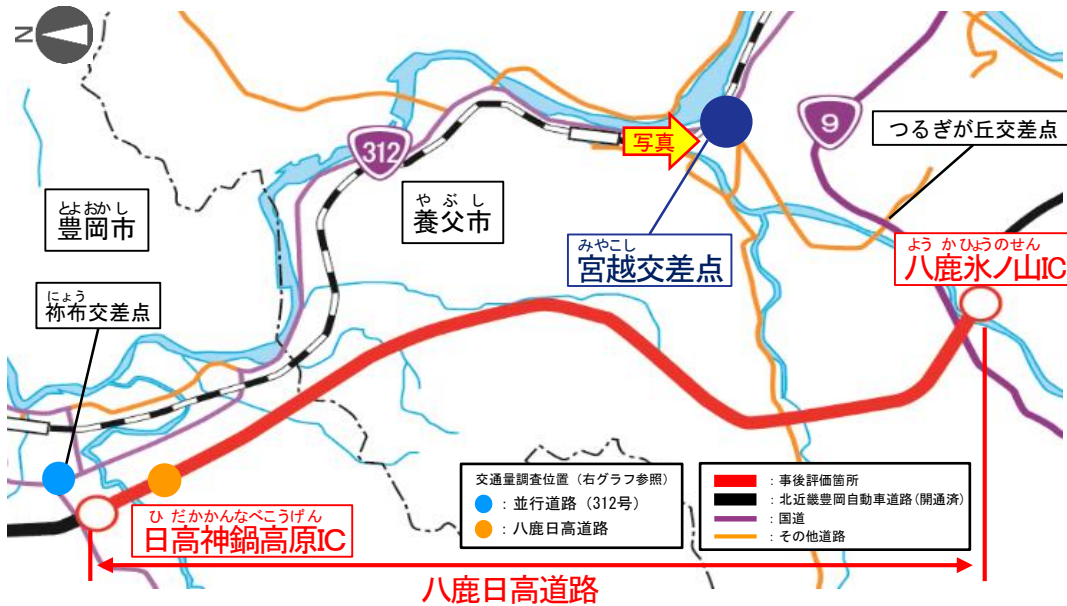 N
312
9
写真
つるぎが丘交差点
とよおかし
豊岡市
やぶし
養父市
みやこし
宮越交差点
ようかひょうのせん
八鹿氷ノ山IC
にょう
祢布交差点
ひだかかんなべこうげん
日高神鍋高原IC
交通量調査位置（右グラフ参照）
：並行道路（312号）
：八鹿日高道路
：事後評価箇所
：北近畿豊岡自動車道路（開通済）
：国道
：その他道路
八鹿日高道路